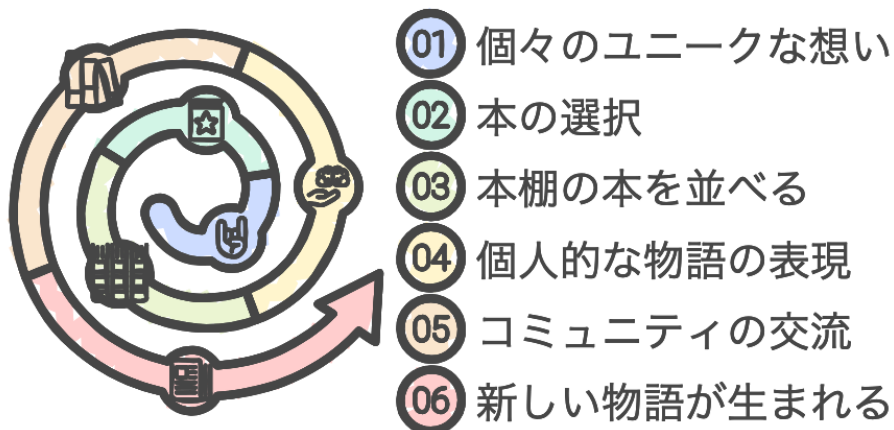 01 個々のユニークな想い
02 本の選択
03 本棚の本を並べる
04 個人的な物語の表現
05 コミュニティの交流
06 新しい物語が生まれる